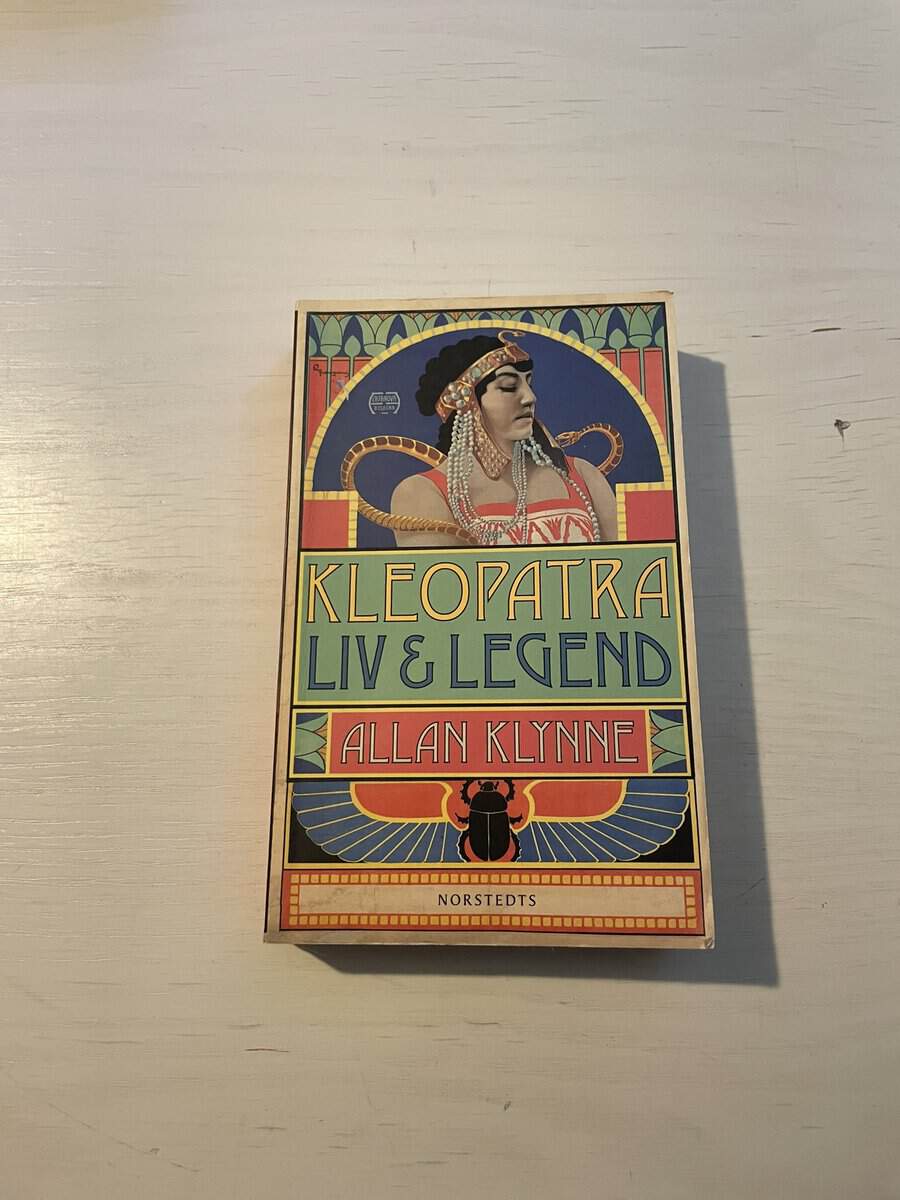 KLEOPATRA
LIV & LEGEND
ALLAN KLYNNE
NORSTEDTS